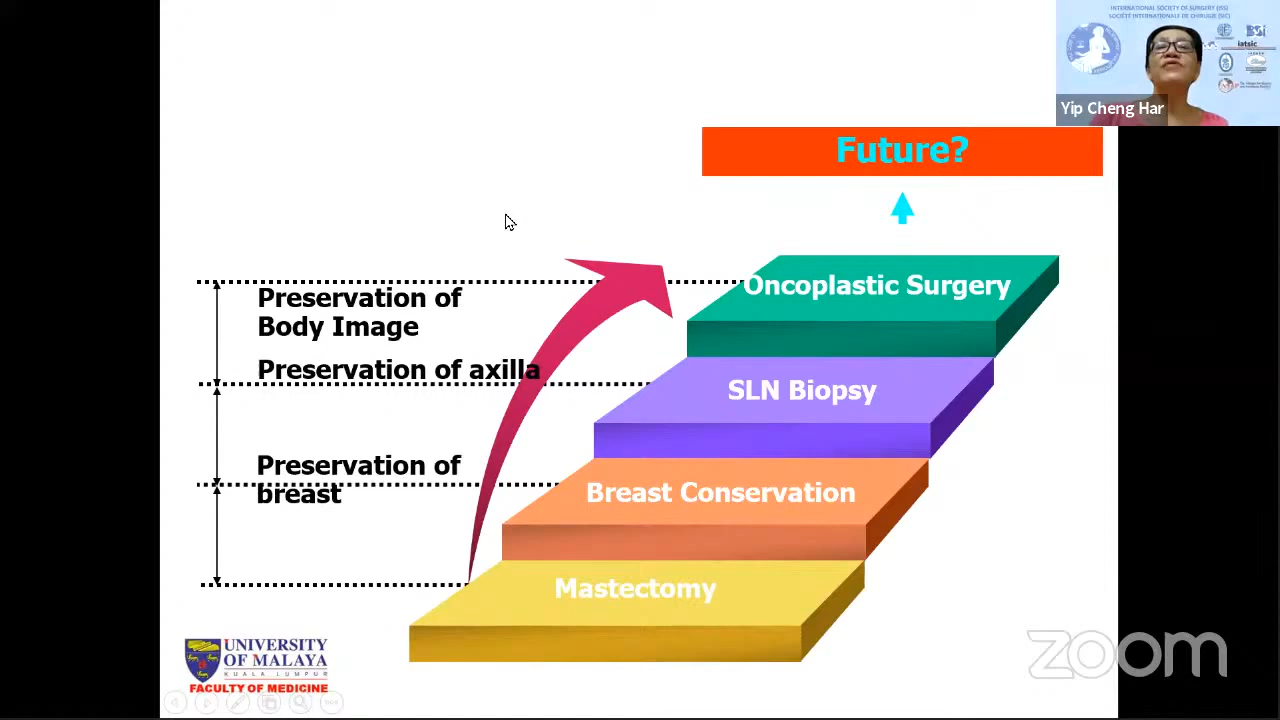 INTERNATIONAL SOCIETY OF SURGERY (ISS)
SOCIÉTÉ INTERNATIONALE DE CHIRURGIE (SIC)
iatsic
Yip Cheng Har
Future?
Oncoplastic Surgery
Preservation of
Body Image
Preservation of axilla
SLN Biopsy
Preservation of
breast
Breast Conservation
Mastectomy
UNIVERSITY
OF MALAYA
KUALA LUMPUR
FACULTY OF MEDICINE
zoom